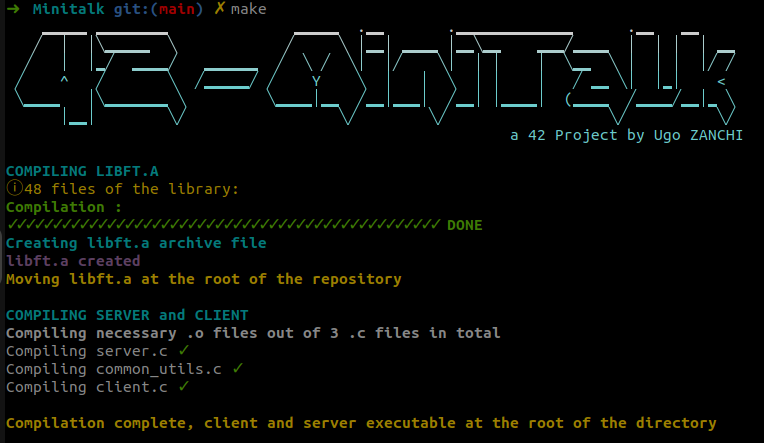 ➜ Minitalk git:(main) ✗ make
42-MiniTalk
a 42 Project by Ugo ZANCHI
COMPILING LIBFT.A
ⓘ48 files of the library:
Compilation :
✓✓✓✓✓✓✓✓✓✓✓✓✓✓✓✓✓✓✓✓✓✓✓✓✓✓✓✓✓✓✓✓✓✓✓✓✓✓✓✓✓✓✓✓✓✓✓✓ DONE
Creating libft.a archive file
libft.a created
Moving libft.a at the root of the repository
COMPILING SERVER and CLIENT
Compiling necessary .o files out of 3 .c files in total
Compiling server.c ✓
Compiling common_utils.c ✓
Compiling client.c ✓
Compilation complete, client and server executable at the root of the directory